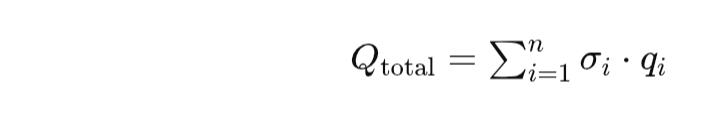 Q_total = ∑_{i=1}^{n} σ_i · q_i